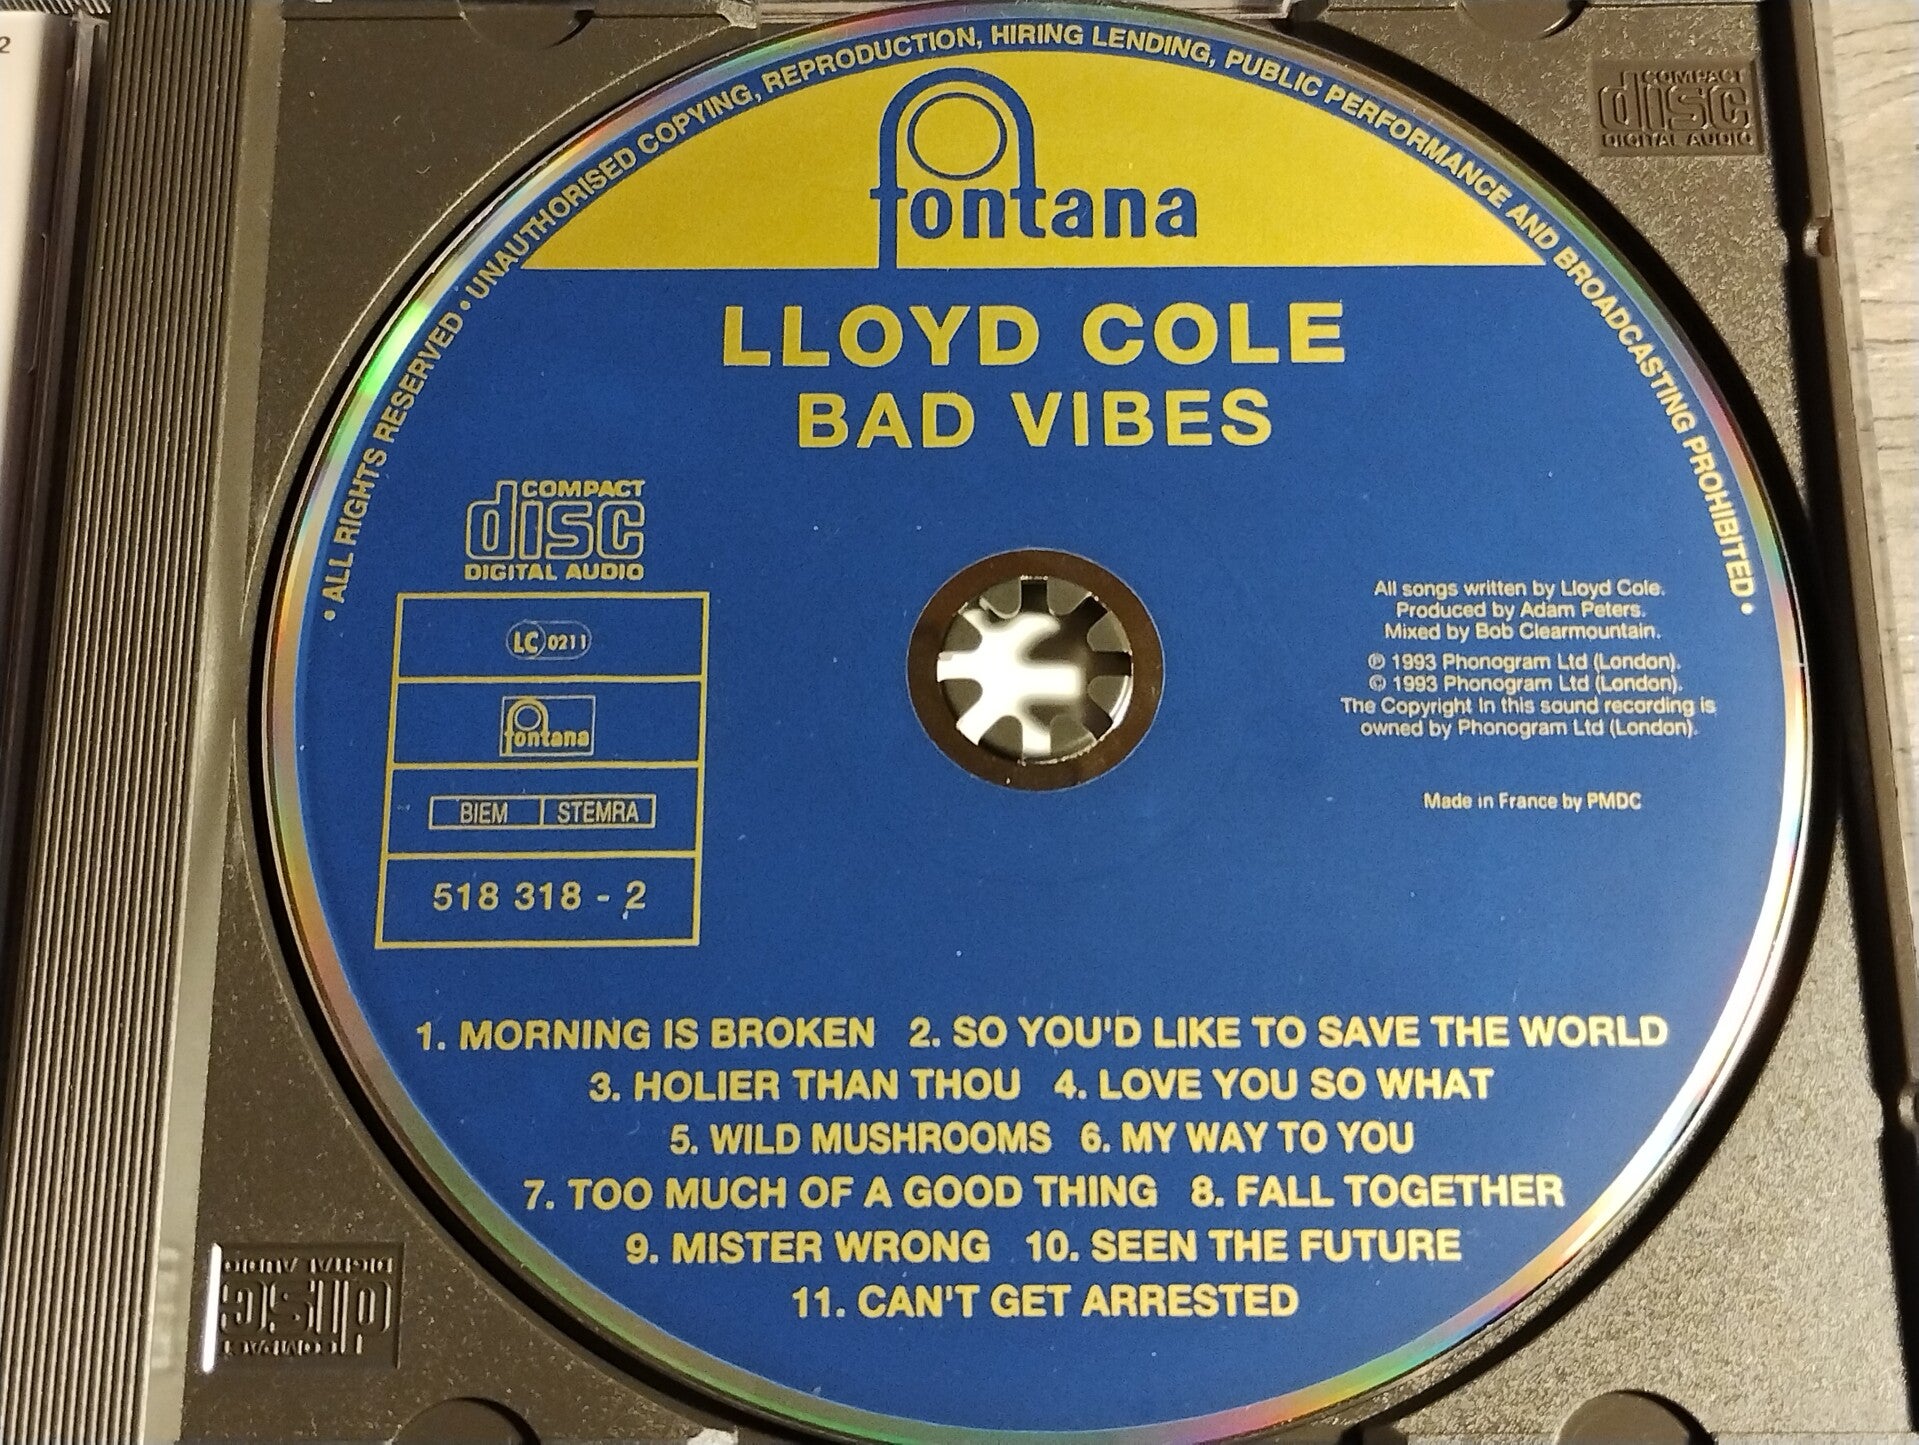 2
• ALL RIGHTS RESERVED • UNAUTHORISED COPYING, REPRODUCTION, HIRING LENDING, PUBLIC PERFORMANCE AND BROADCASTING PROHIBITED •
COMPACT
disc
DIGITAL AUDIO
fontana
LLOYD COLE
BAD VIBES
COMPACT
disc
DIGITAL AUDIO
LC 0211
fontana
BIEM STEMRA
518 318 - 2
All songs written by Lloyd Cole.
Produced by Adam Peters.
Mixed by Bob Clearmountain.
℗ 1993 Phonogram Ltd (London).
© 1993 Phonogram Ltd (London).
The Copyright in this sound recording is
owned by Phonogram Ltd (London).
Made in France by PMDC
1. MORNING IS BROKEN 2. SO YOU'D LIKE TO SAVE THE WORLD
3. HOLIER THAN THOU 4. LOVE YOU SO WHAT
5. WILD MUSHROOMS 6. MY WAY TO YOU
7. TOO MUCH OF A GOOD THING 8. FALL TOGETHER
9. MISTER WRONG 10. SEEN THE FUTURE
11. CAN'T GET ARRESTED
COMPACT
disc
DIGITAL AUDIO